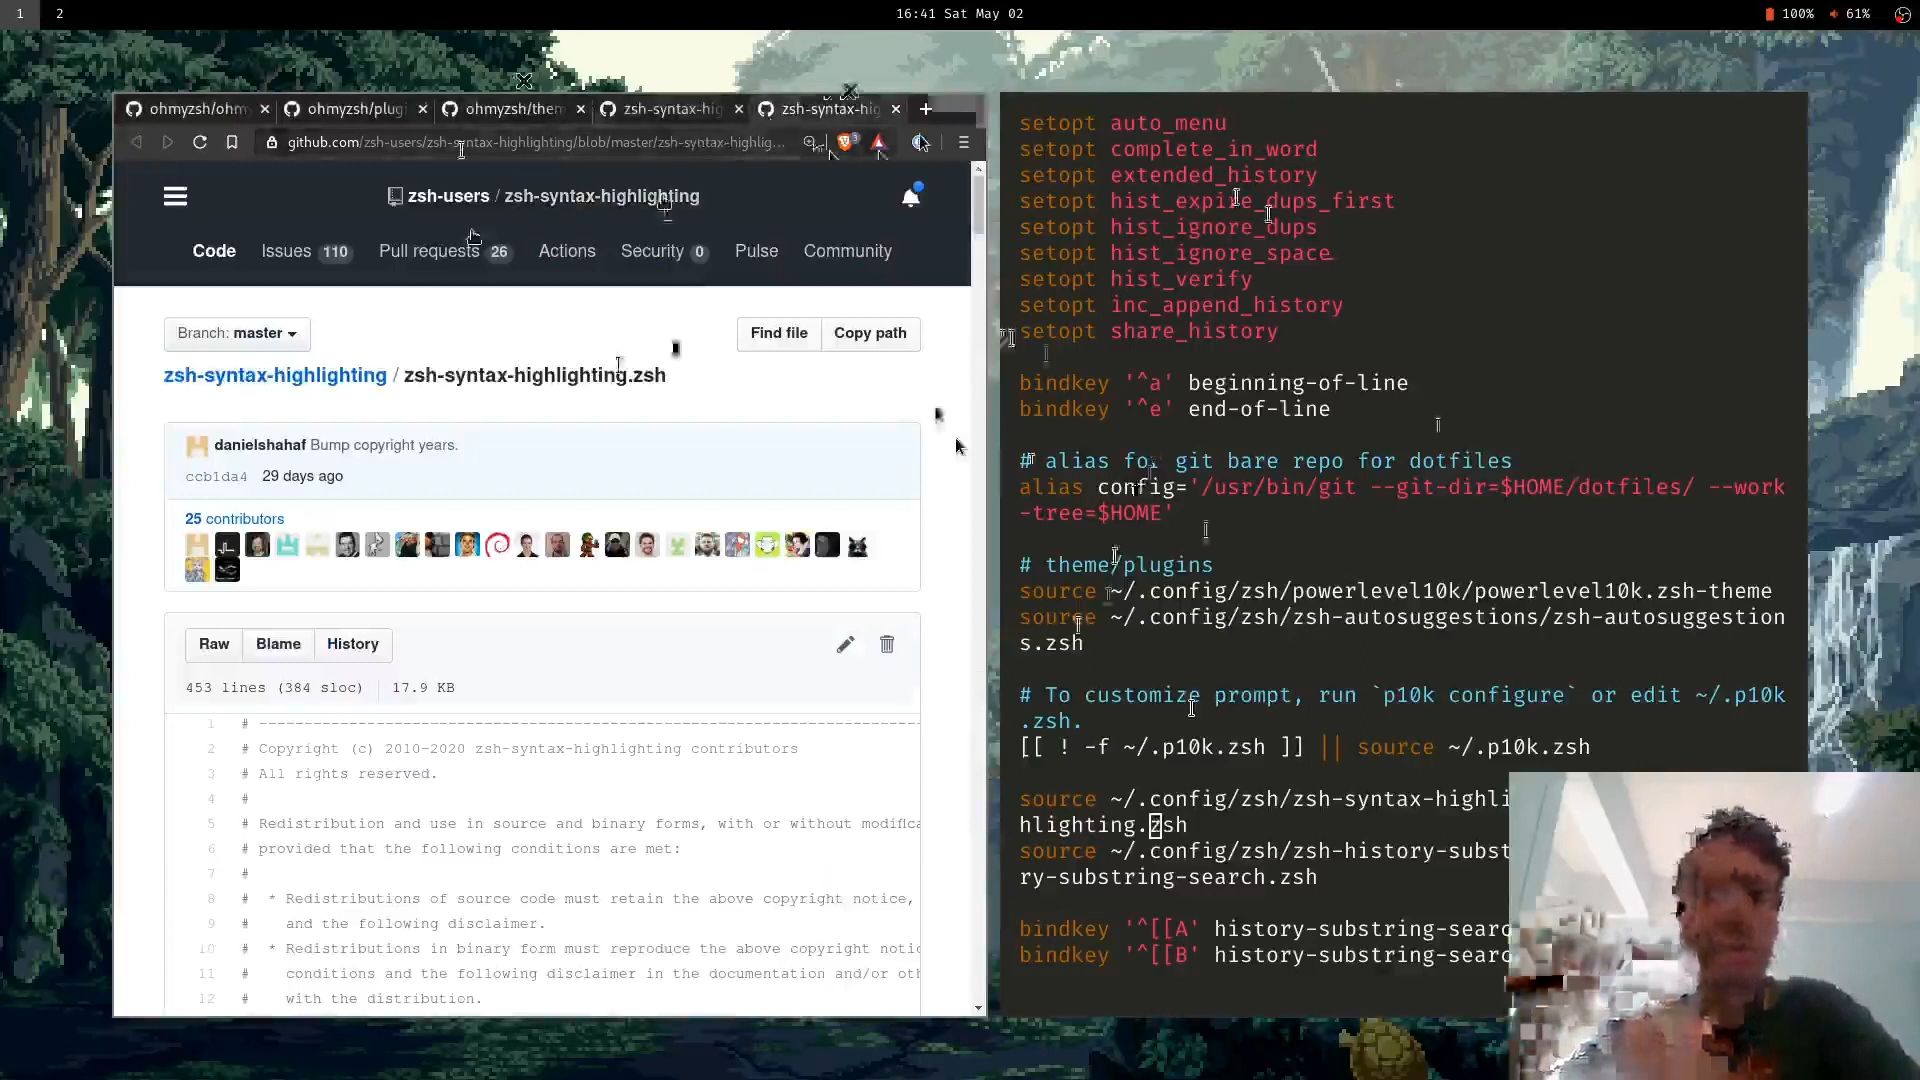 1 2 16:41 Sat May 02 100% 61%
ohmyzsh/ohm ohmyzsh/plug ohmyzsh/them zsh-syntax-hig zsh-syntax-hig
github.com/zsh-users/zsh-syntax-highlighting/blob/master/zsh-syntax-highlig... 3
zsh-users / zsh-syntax-highlighting
Code Issues 110 Pull requests 26 Actions Security 0 Pulse Community
Branch: master Find file Copy path
zsh-syntax-highlighting / zsh-syntax-highlighting.zsh
danielshahaf Bump copyright years.
ccb1da4 29 days ago
25 contributors
Raw Blame History
453 lines (384 sloc) 17.9 KB
1 # --------------------------------------------------------------------------
2 # Copyright (c) 2010-2020 zsh-syntax-highlighting contributors
3 # All rights reserved.
4 #
5 # Redistribution and use in source and binary forms, with or without modifica
6 # provided that the following conditions are met:
7 #
8 # * Redistributions of source code must retain the above copyright notice,
9 # and the following disclaimer.
10 # * Redistributions in binary form must reproduce the above copyright notic
11 # conditions and the following disclaimer in the documentation and/or oth
12 # with the distribution.
setopt auto_menu
setopt complete_in_word
setopt extended_history
setopt hist_expire_dups_first
setopt hist_ignore_dups
setopt hist_ignore_space
setopt hist_verify
setopt inc_append_history
setopt share_history
bindkey '^a' beginning-of-line
bindkey '^e' end-of-line
# alias for git bare repo for dotfiles
alias config='/usr/bin/git --git-dir=$HOME/dotfiles/ --work
-tree=$HOME'
# theme/plugins
source ~/.config/zsh/powerlevel10k/powerlevel10k.zsh-theme
source ~/.config/zsh/zsh-autosuggestions/zsh-autosuggestion
s.zsh
# To customize prompt, run `p10k configure` or edit ~/.p10k
.zsh.
[[ ! -f ~/.p10k.zsh ]] || source ~/.p10k.zsh
source ~/.config/zsh/zsh-syntax-highli
hlighting.zsh
source ~/.config/zsh/zsh-history-subst
ry-substring-search.zsh
bindkey '^[[A' history-substring-searc
bindkey '^[[B' history-substring-searc